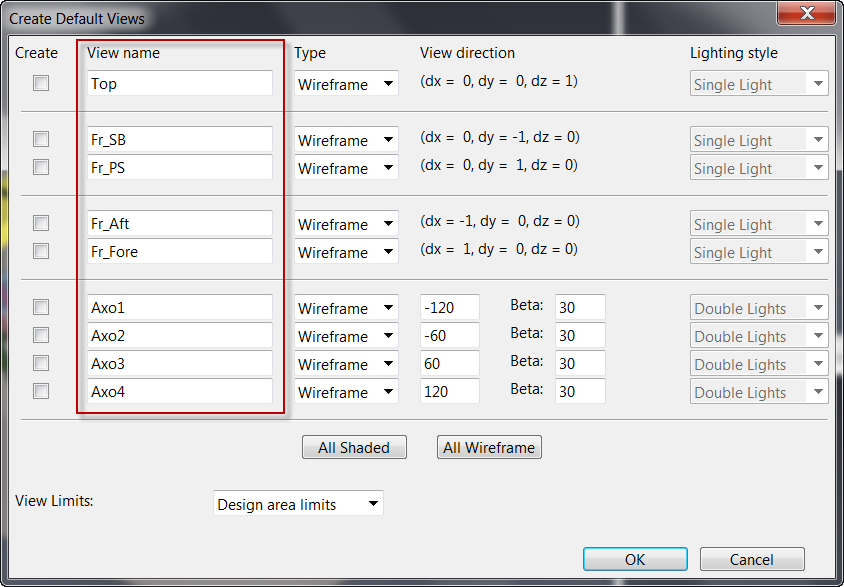 Create Default Views
Create View name Type View direction Lighting style
Top Wireframe (dx = 0, dy = 0, dz = 1) Single Light
Fr_SB Wireframe (dx = 0, dy = -1, dz = 0) Single Light
Fr_PS Wireframe (dx = 0, dy = 1, dz = 0) Single Light
Fr_Aft Wireframe (dx = -1, dy = 0, dz = 0) Single Light
Fr_Fore Wireframe (dx = 1, dy = 0, dz = 0) Single Light
Axo1 Wireframe -120 Beta: 30 Double Lights
Axo2 Wireframe -60 Beta: 30 Double Lights
Axo3 Wireframe 60 Beta: 30 Double Lights
Axo4 Wireframe 120 Beta: 30 Double Lights
All Shaded All Wireframe
View Limits: Design area limits
OK Cancel